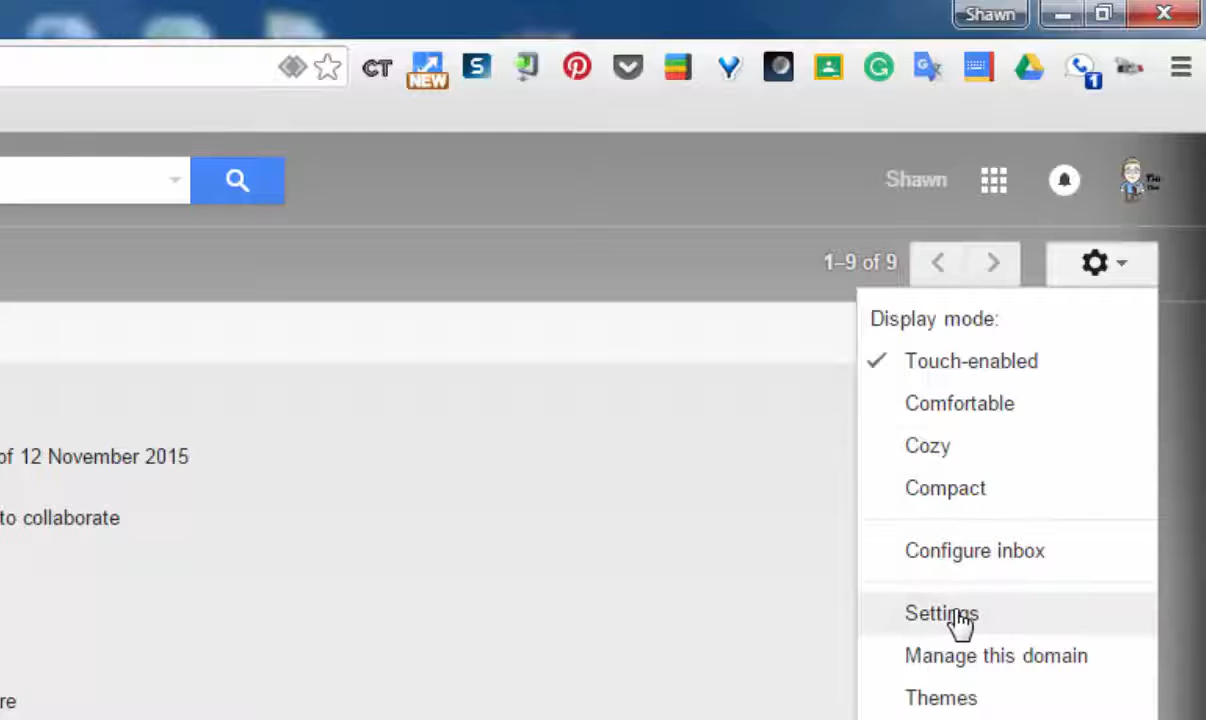 Shawn
CT
NEW
S
1
Shawn
1–9 of 9
Display mode:
Touch-enabled
Comfortable
Cozy
Compact
of 12 November 2015
to collaborate
Configure inbox
Settings
Manage this domain
Themes
re